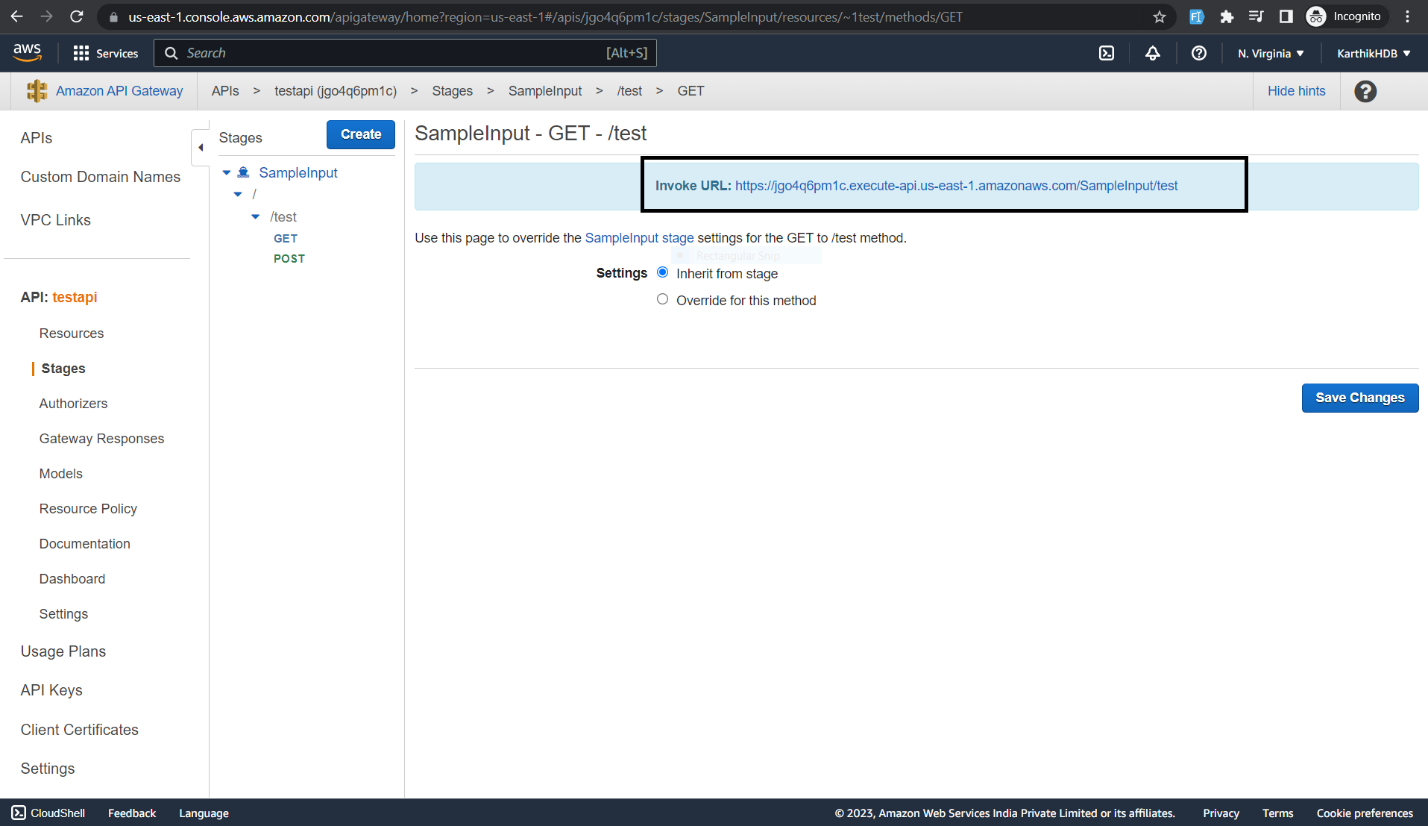 us-east-1.console.aws.amazon.com/apigateway/home?region=us-east-1#/apis/jgo4q6pm1c/stages/SampleInput/resources/~1test/methods/GET
Incognito
aws
Services
Search
[Alt+S]
N. Virginia
KarthikHDB
Amazon API Gateway
APIs > testapi (jgo4q6pm1c) > Stages > SampleInput > /test > GET
Hide hints
APIs
Custom Domain Names
VPC Links
API: testapi
Resources
Stages
Authorizers
Gateway Responses
Models
Resource Policy
Documentation
Dashboard
Settings
Usage Plans
API Keys
Client Certificates
Settings
Stages
Create
SampleInput
/
/test
GET
POST
SampleInput - GET - /test
Invoke URL: https://jgo4q6pm1c.execute-api.us-east-1.amazonaws.com/SampleInput/test
Use this page to override the SampleInput stage settings for the GET to /test method.
Rectangular Snip
Settings
Inherit from stage
Override for this method
Save Changes
CloudShell
Feedback
Language
© 2023, Amazon Web Services India Private Limited or its affiliates.
Privacy
Terms
Cookie preferences